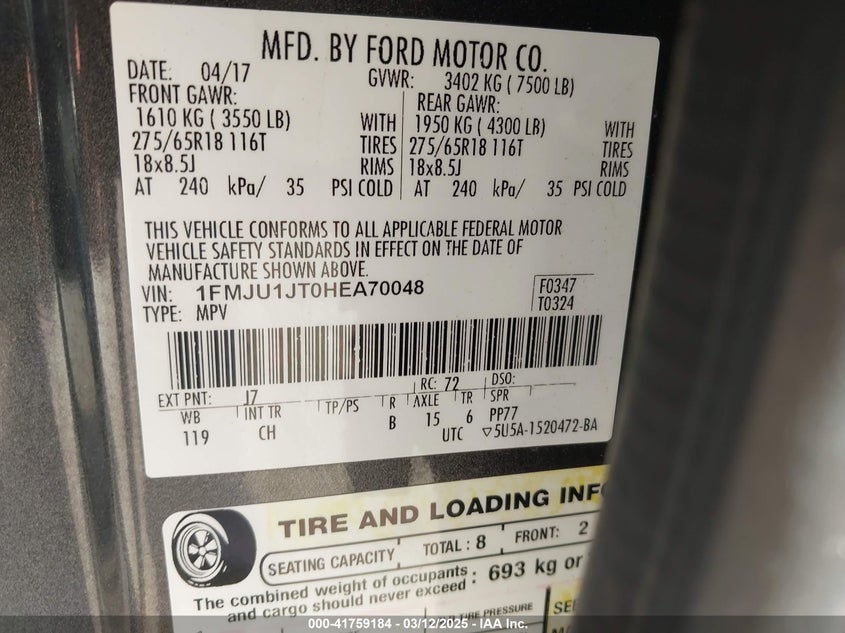 MFD. BY FORD MOTOR CO.
DATE: 04/17 GVWR: 3402 KG ( 7500 LB)
FRONT GAWR: REAR GAWR:
1610 KG ( 3550 LB) WITH 1950 KG ( 4300 LB) WITH
275/65R18 116T TIRES 275/65R18 116T TIRES
18x8.5J RIMS 18x8.5J RIMS
AT 240 kPa/ 35 PSI COLD AT 240 kPa/ 35 PSI COLD
THIS VEHICLE CONFORMS TO ALL APPLICABLE FEDERAL MOTOR
VEHICLE SAFETY STANDARDS IN EFFECT ON THE DATE OF
MANUFACTURE SHOWN ABOVE.
VIN: 1FMJU1JT0HEA70048 F0347
TYPE: MPV T0324
EXT PNT: J7 RC: 72 DSO:
WB INT TR TP/PS R AXLE TR SPR
119 CH B 15 6 PP77
UTC ▽5U5A-1520472-BA
TIRE AND LOADING
SEATING CAPACITY TOTAL : 8 FRONT: 2
The combined weight of occupants : 693 kg or
and cargo should never exceed
TIRE PRESSURE
000-41759184 - 03/12/2025 - © IAA Inc.